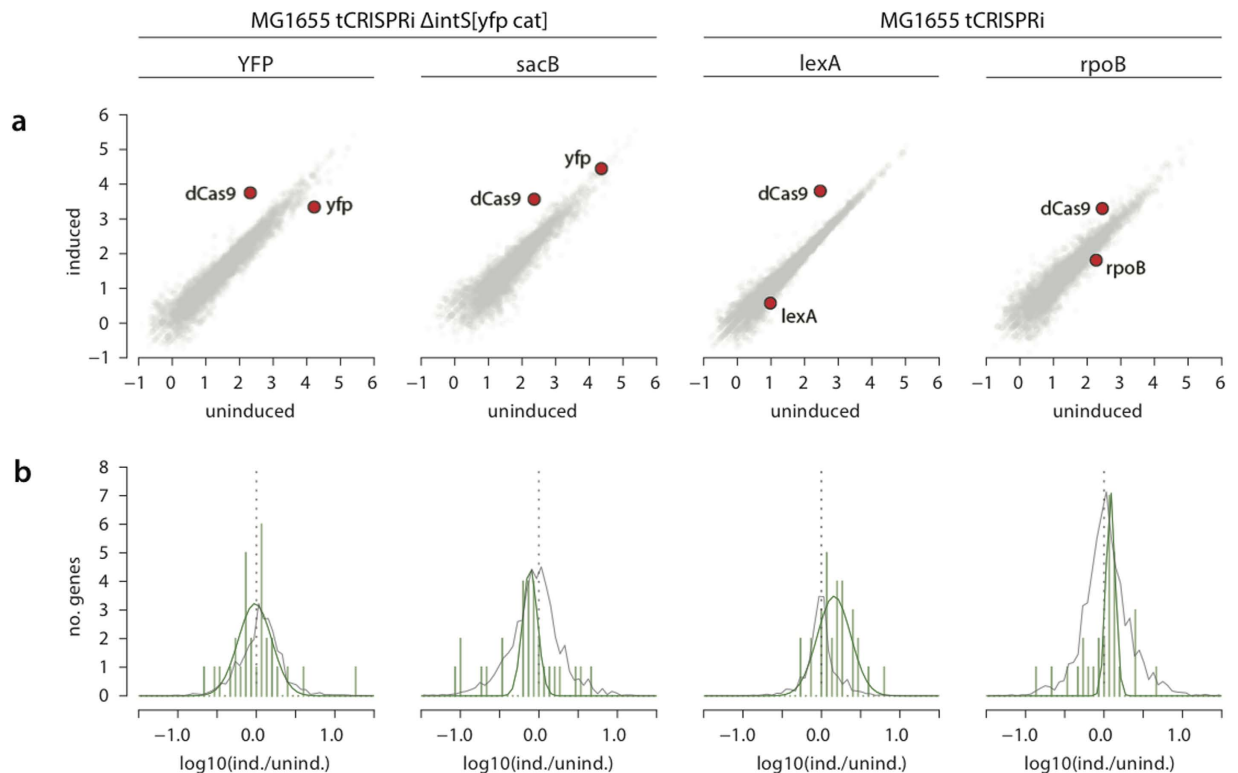 MG1655 tCRISPRi ΔintS[yfp cat] MG1655 tCRISPRi
YFP sacB lexA rpoB
a
induced
6
5
4
3
2
1
0
−1
dCas9 yfp
dCas9 yfp
dCas9 lexA
dCas9 rpoB
−1 0 1 2 3 4 5 6 −1 0 1 2 3 4 5 6 −1 0 1 2 3 4 5 6 −1 0 1 2 3 4 5 6
uninduced uninduced uninduced uninduced
b
no. genes
8
7
6
5
4
3
2
1
0
−1.0 0.0 1.0 −1.0 0.0 1.0 −1.0 0.0 1.0 −1.0 0.0 1.0
log10(ind./unind.) log10(ind./unind.) log10(ind./unind.) log10(ind./unind.)